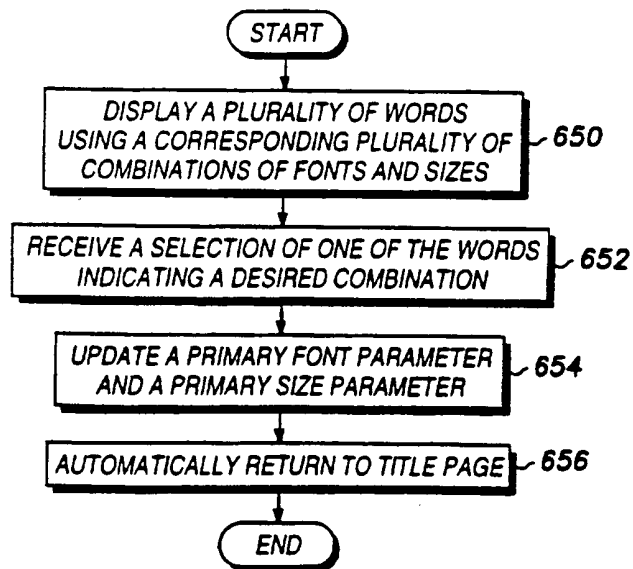 START
DISPLAY A PLURALITY OF WORDS
USING A CORRESPONDING PLURALITY OF
COMBINATIONS OF FONTS AND SIZES
650
RECEIVE A SELECTION OF ONE OF THE WORDS
INDICATING A DESIRED COMBINATION
652
UPDATE A PRIMARY FONT PARAMETER
AND A PRIMARY SIZE PARAMETER
654
AUTOMATICALLY RETURN TO TITLE PAGE
656
END